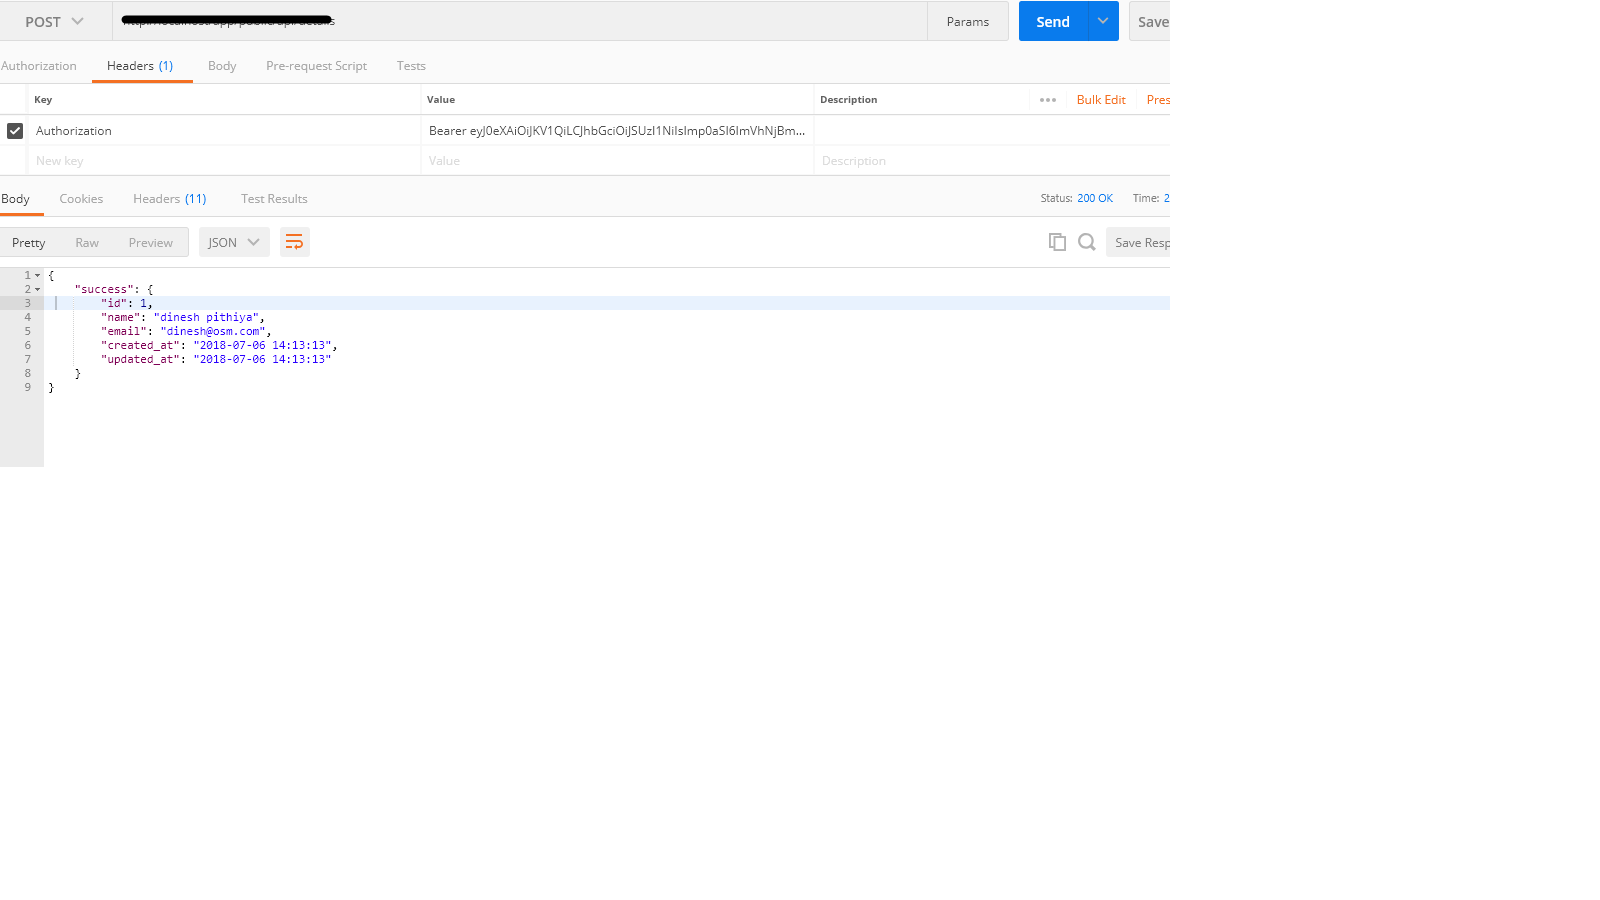 POST Params Send Save
Authorization Headers (1) Body Pre-request Script Tests
Key Value Description ••• Bulk Edit Pres
Authorization Bearer eyJ0eXAiOiJKV1QiLCJhbGciOiJSUzI1NiIsImp0aSI6ImVhNjBm...
New key Value Description
Body Cookies Headers (11) Test Results Status: 200 OK Time: 2
Pretty Raw Preview JSON Save Resp
1 {
2 "success": {
3 "id": 1,
4 "name": "dinesh pithiya",
5 "email": "dinesh@osm.com",
6 "created_at": "2018-07-06 14:13:13",
7 "updated_at": "2018-07-06 14:13:13"
8 }
9 }